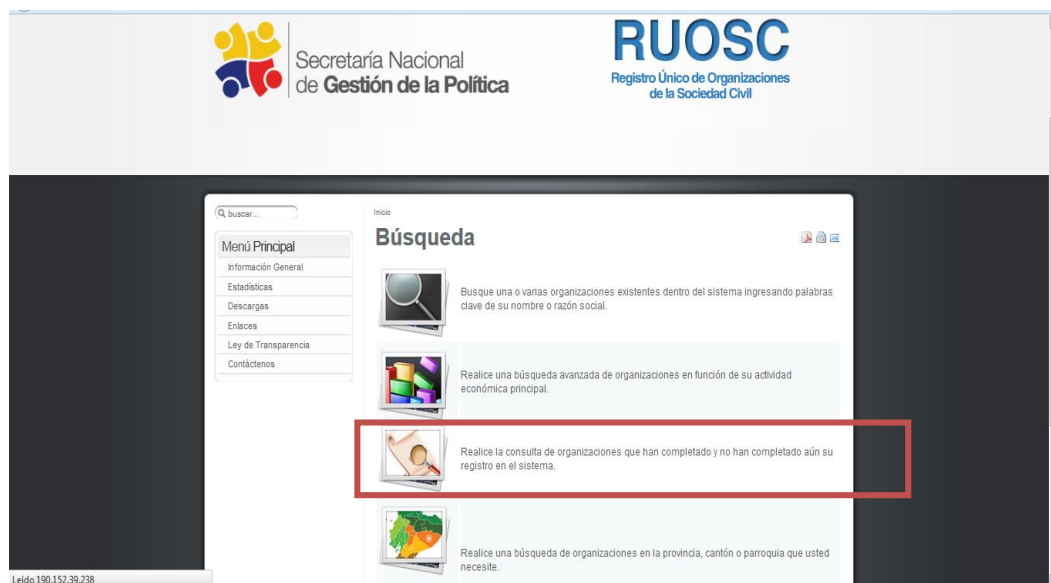 Secretaría Nacional
de Gestión de la Política
RUOSC
Registro Único de Organizaciones
de la Sociedad Civil
buscar...
Menú Principal
Información General
Estadísticas
Descargas
Enlaces
Ley de Transparencia
Contáctenos
Inicio
Búsqueda
Busque una o varias organizaciones existentes dentro del sistema ingresando palabras
clave de su nombre o razón social.
Realice una búsqueda avanzada de organizaciones en función de su actividad
económica principal.
Realice la consulta de organizaciones que han completado y no han completado aún su
registro en el sistema.
Realice una búsqueda de organizaciones en la provincia, cantón o parroquia que usted
necesite.
Leído 190.152.39.238